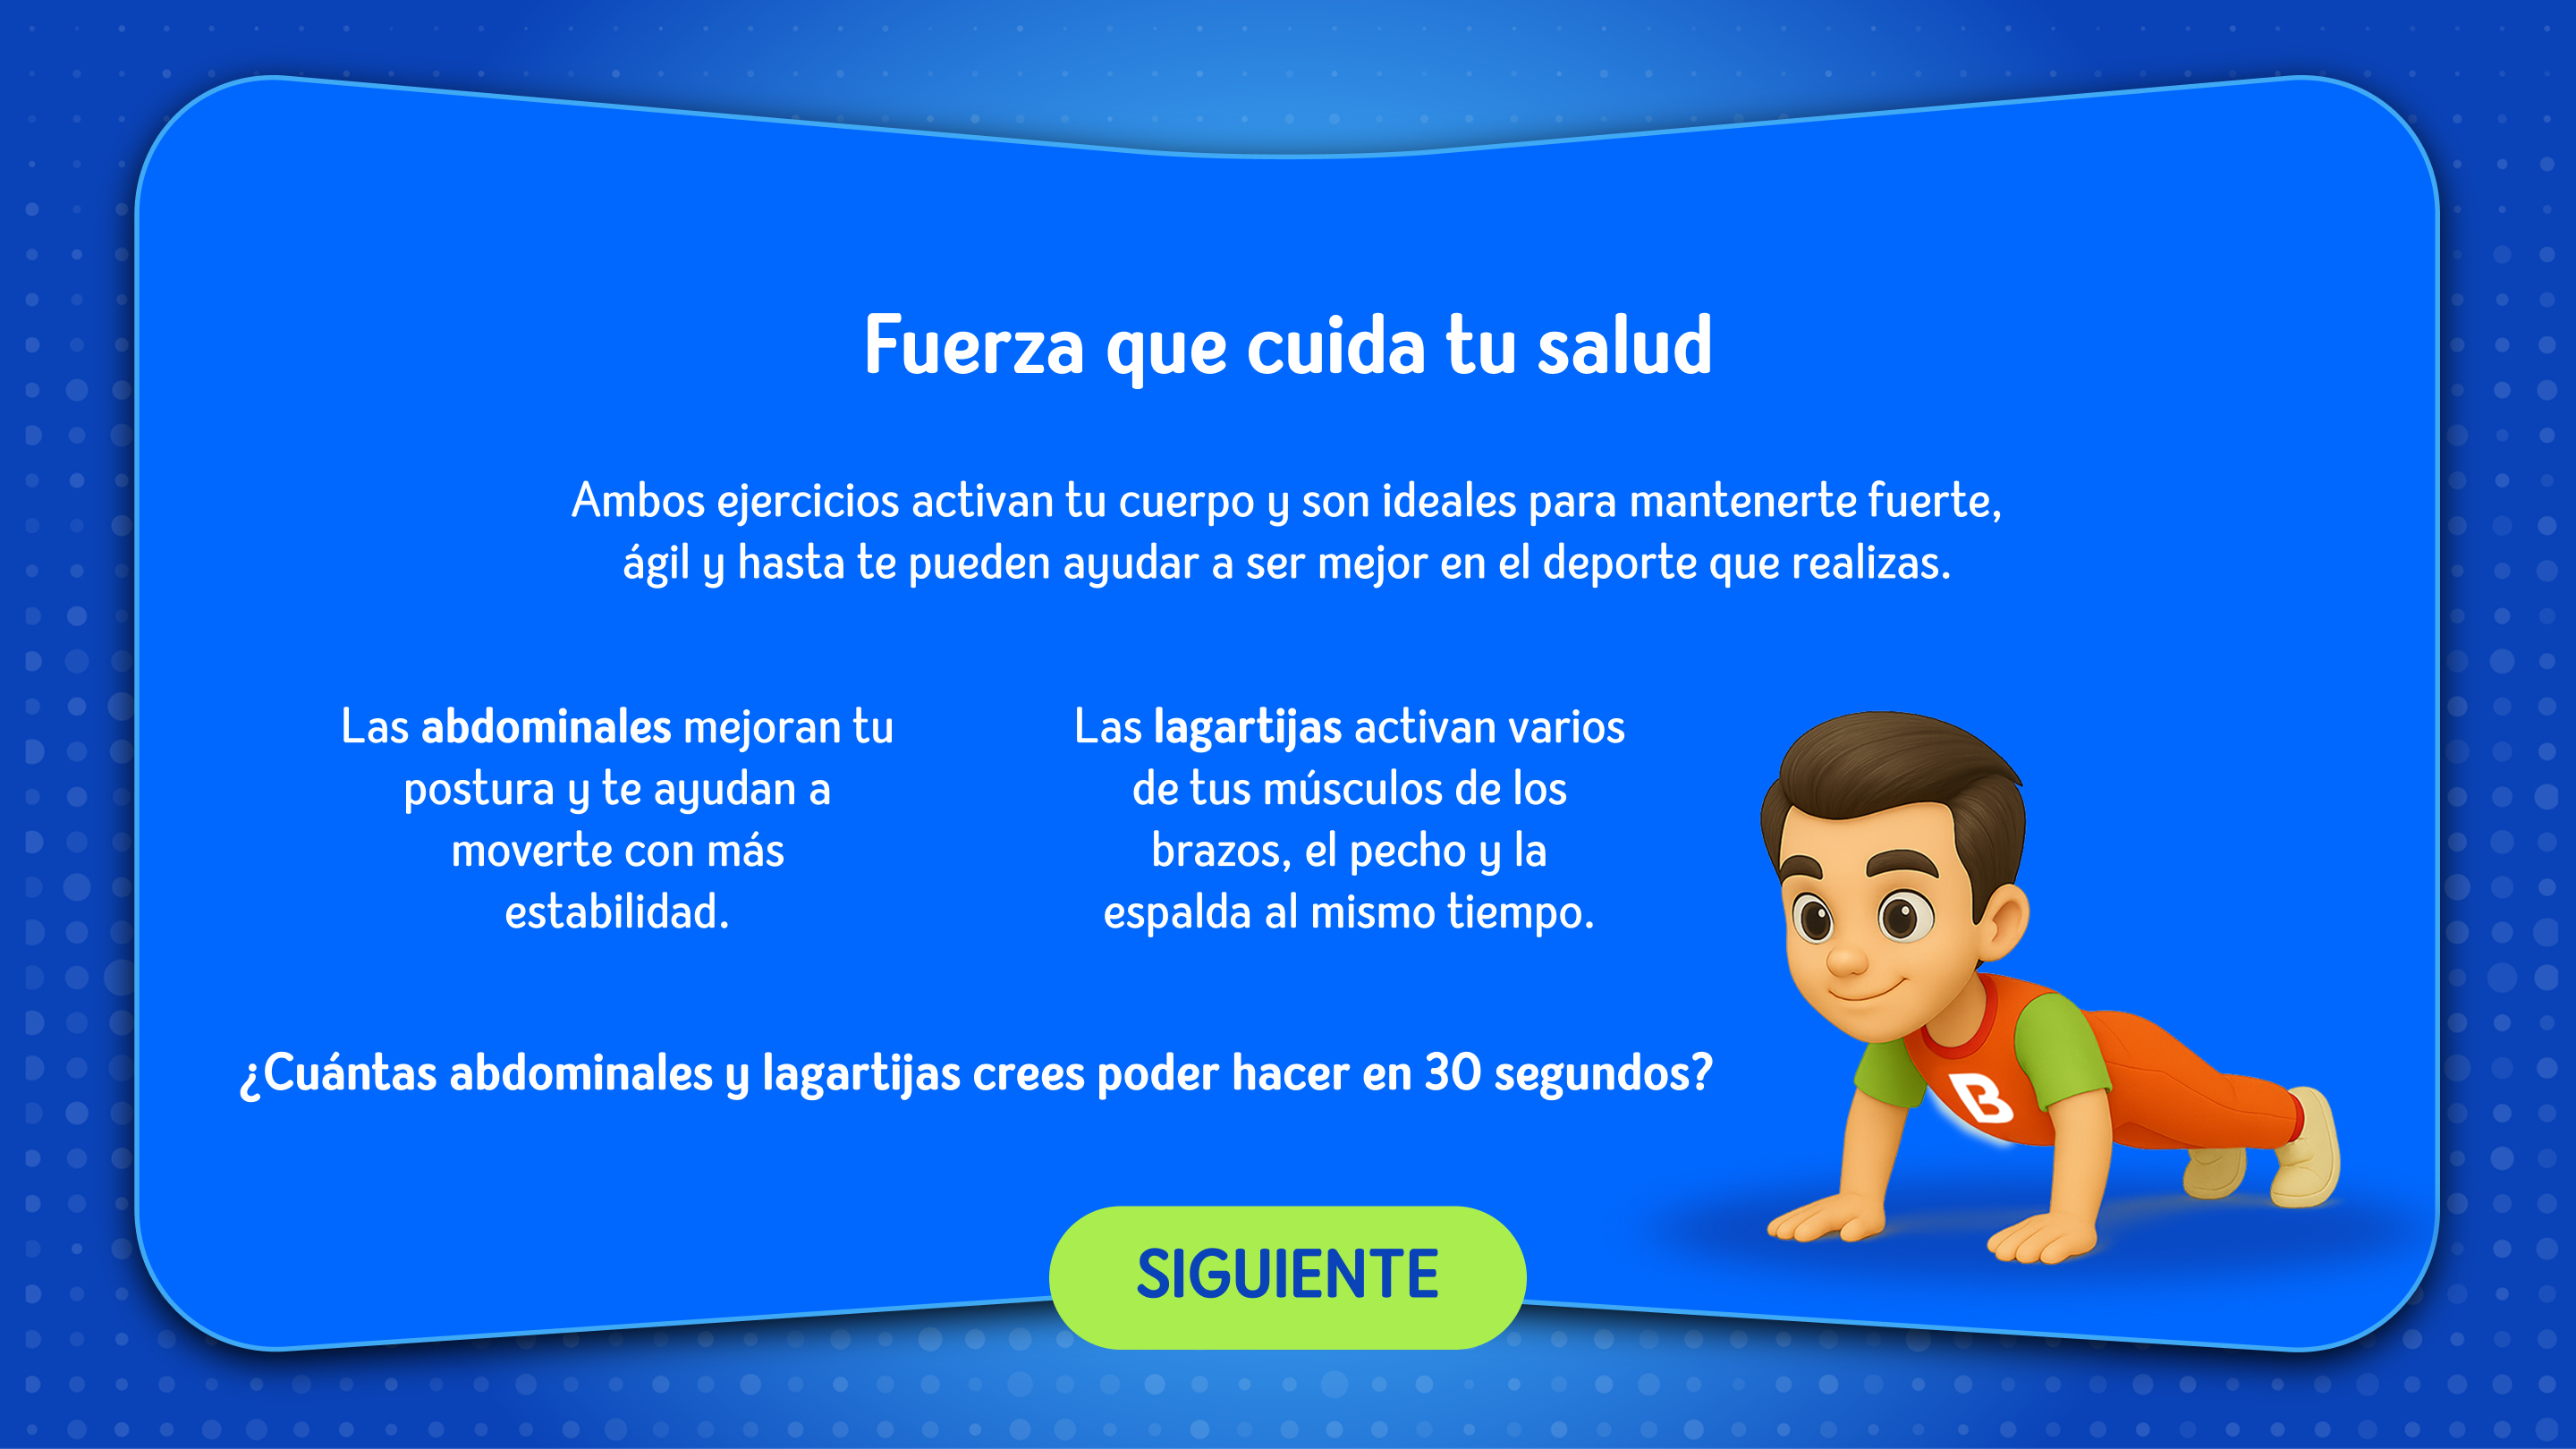 Fuerza que cuida tu salud
Ambos ejercicios activan tu cuerpo y son ideales para mantenerte fuerte,
ágil y hasta te pueden ayudar a ser mejor en el deporte que realizas.
Las abdominales mejoran tu
postura y te ayudan a
moverte con más
estabilidad.
Las lagartijas activan varios
de tus músculos de los
brazos, el pecho y la
espalda al mismo tiempo.
¿Cuántas abdominales y lagartijas crees poder hacer en 30 segundos?
B
SIGUIENTE